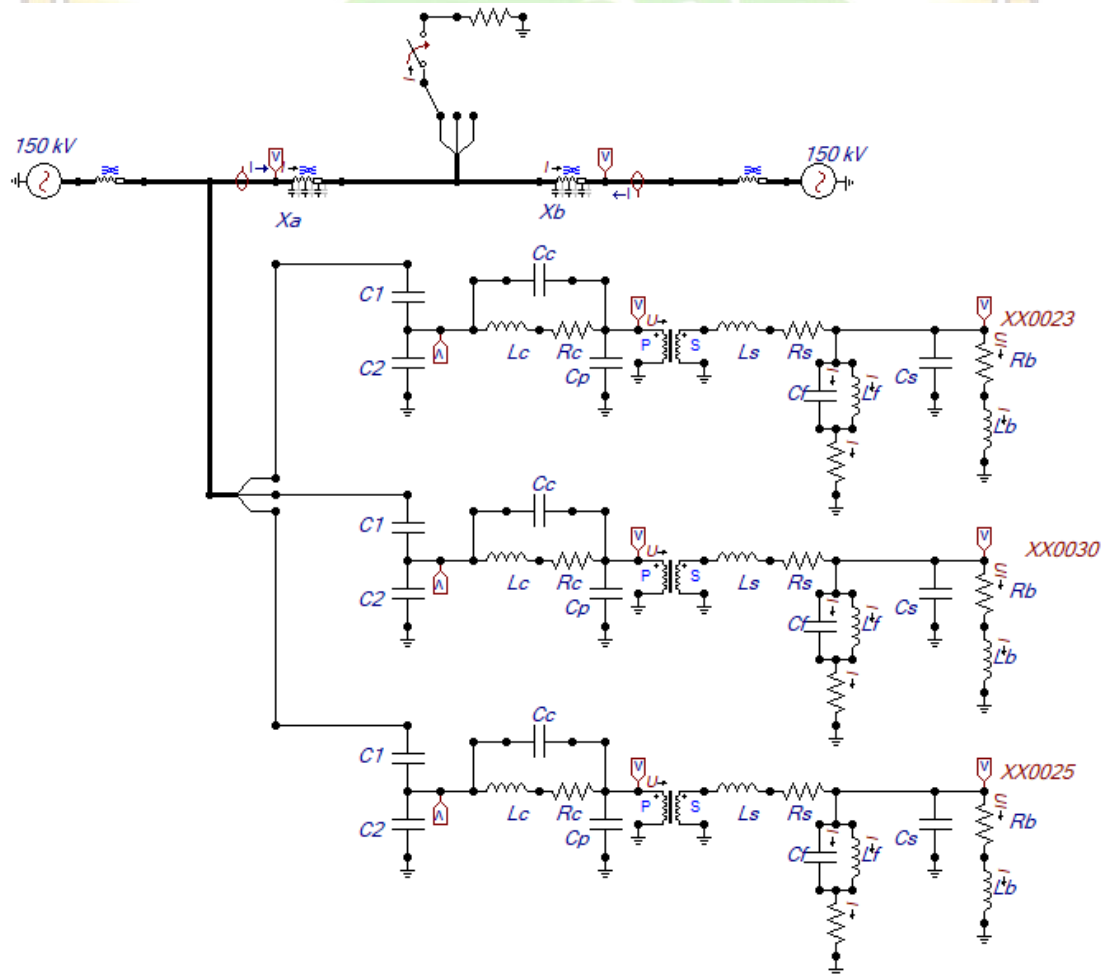 150 kV
150 kV
I
V
I
I
V
I
Xa
Xb
I
Cc
C1
V
U
V
XX0023
Lc
Rc
P
S
Ls
Rs
U
I
Rb
C2
V
Cp
Cf
I
Lf
I
Cs
I
Lb
I
Cc
C1
V
U
V
XX0030
Lc
Rc
P
S
Ls
Rs
U
I
Rb
C2
V
Cp
Cf
I
Lf
I
Cs
I
Lb
I
Cc
C1
V
U
V
XX0025
Lc
Rc
P
S
Ls
Rs
U
I
Rb
C2
V
Cp
Cf
I
Lf
I
Cs
I
Lb
I